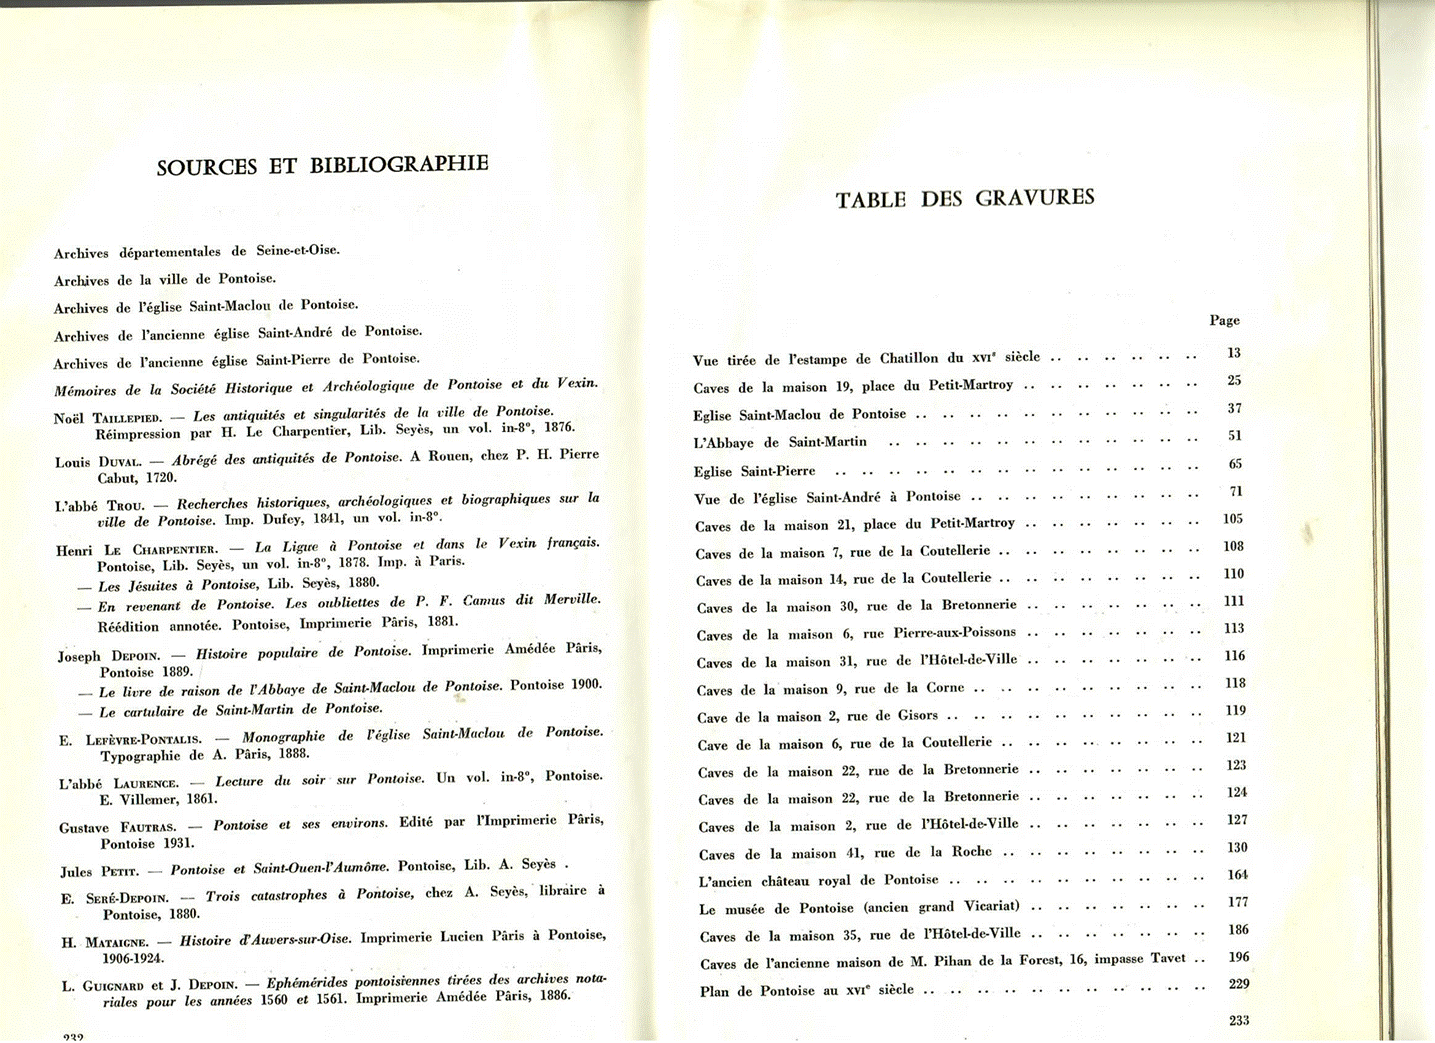 SOURCES ET BIBLIOGRAPHIE
Archives départementales de Seine-et-Oise.
Archives de la ville de Pontoise.
Archives de l'église Saint-Maclou de Pontoise.
Archives de l'ancienne église Saint-André de Pontoise.
Archives de l'ancienne église Saint-Pierre de Pontoise.
Mémoires de la Société Historique et Archéologique de Pontoise et du Vexin.
Noël TAILLEPIED. — Les antiquités et singularités de la ville de Pontoise.
Réimpression par H. Le Charpentier, Lib. Seyès, un vol. in-8°, 1876.
Louis DUVAL. — Abrégé des antiquités de Pontoise. A Rouen, chez P. H. Pierre
Cabut, 1720.
L'abbé TROU. — Recherches historiques, archéologiques et biographiques sur la
ville de Pontoise. Imp. Dufey, 1841, un vol. in-8°.
Henri LE CHARPENTIER. — La Ligue à Pontoise et dans le Vexin français.
Pontoise, Lib. Seyès, un vol. in-8°, 1878. Imp. à Paris.
— Les Jésuites à Pontoise, Lib. Seyès, 1880.
— En revenant de Pontoise. Les oubliettes de P. F. Camus dit Merville.
Réédition annotée. Pontoise, Imprimerie Pâris, 1881.
Joseph DEPOIN. — Histoire populaire de Pontoise. Imprimerie Amédée Pâris,
Pontoise 1889.
— Le livre de raison de l'Abbaye de Saint-Maclou de Pontoise. Pontoise 1900.
— Le cartulaire de Saint-Martin de Pontoise.
E. LEFÈVRE-PONTALIS. — Monographie de l'église Saint-Maclou de Pontoise.
Typographie de A. Pâris, 1888.
L'abbé LAURENCE. — Lecture du soir sur Pontoise. Un vol. in-8°, Pontoise.
E. Villemer, 1861.
Gustave FAUTRAS. — Pontoise et ses environs. Edité par l'Imprimerie Pâris,
Pontoise 1931.
Jules PETIT. — Pontoise et Saint-Ouen-l'Aumône. Pontoise, Lib. A. Seyès .
E. SERÉ-DEPOIN. — Trois catastrophes à Pontoise, chez A. Seyès, libraire à
Pontoise, 1880.
H. MATAIGNE. — Histoire d'Auvers-sur-Oise. Imprimerie Lucien Pâris à Pontoise,
1906-1924.
L. GUIGNARD et J. DEPOIN. — Ephémérides pontoisiennes tirées des archives nota-
riales pour les années 1560 et 1561. Imprimerie Amédée Pâris, 1886.
232
TABLE DES GRAVURES
Page
Vue tirée de l'estampe de Chatillon du XVIe siècle .. .. .. .. .. .. 13
Caves de la maison 19, place du Petit-Martroy .. .. .. .. .. .. .. 25
Eglise Saint-Maclou de Pontoise .. .. .. .. .. .. .. .. .. .. .. 37
L'Abbaye de Saint-Martin .. .. .. .. .. .. .. .. .. .. .. .. 51
Eglise Saint-Pierre .. .. .. .. .. .. .. .. .. .. .. .. .. .. 65
Vue de l'église Saint-André à Pontoise .. .. .. .. .. .. .. .. .. 71
Caves de la maison 21, place du Petit-Martroy .. .. .. .. .. .. .. 105
Caves de la maison 7, rue de la Coutellerie .. .. .. .. .. .. .. .. 108
Caves de la maison 14, rue de la Coutellerie .. .. .. .. .. .. .. .. 110
Caves de la maison 30, rue de la Bretonnerie .. .. .. .. .. .. .. 111
Caves de la maison 6, rue Pierre-aux-Poissons .. .. .. .. .. .. .. 113
Caves de la maison 31, rue de l'Hôtel-de-Ville .. .. .. .. .. .. .. 116
Caves de la maison 9, rue de la Corne .. .. .. .. .. .. .. .. .. 118
Cave de la maison 2, rue de Gisors .. .. .. .. .. .. .. .. .. .. 119
Cave de la maison 6, rue de la Coutellerie .. .. .. .. .. .. .. .. 121
Caves de la maison 22, rue de la Bretonnerie .. .. .. .. .. .. .. 123
Caves de la maison 22, rue de la Bretonnerie .. .. .. .. .. .. .. 124
Caves de la maison 2, rue de l'Hôtel-de-Ville .. .. .. .. .. .. .. 127
Caves de la maison 41, rue de la Roche .. .. .. .. .. .. .. .. 130
L'ancien château royal de Pontoise .. .. .. .. .. .. .. .. .. .. 164
Le musée de Pontoise (ancien grand Vicariat) .. .. .. .. .. .. .. 177
Caves de la maison 35, rue de l'Hôtel-de-Ville .. .. .. .. .. .. .. 186
Caves de l'ancienne maison de M. Pihan de la Forest, 16, impasse Tavet .. 196
Plan de Pontoise au XVIe siècle .. .. .. .. .. .. .. .. .. .. .. 229
233